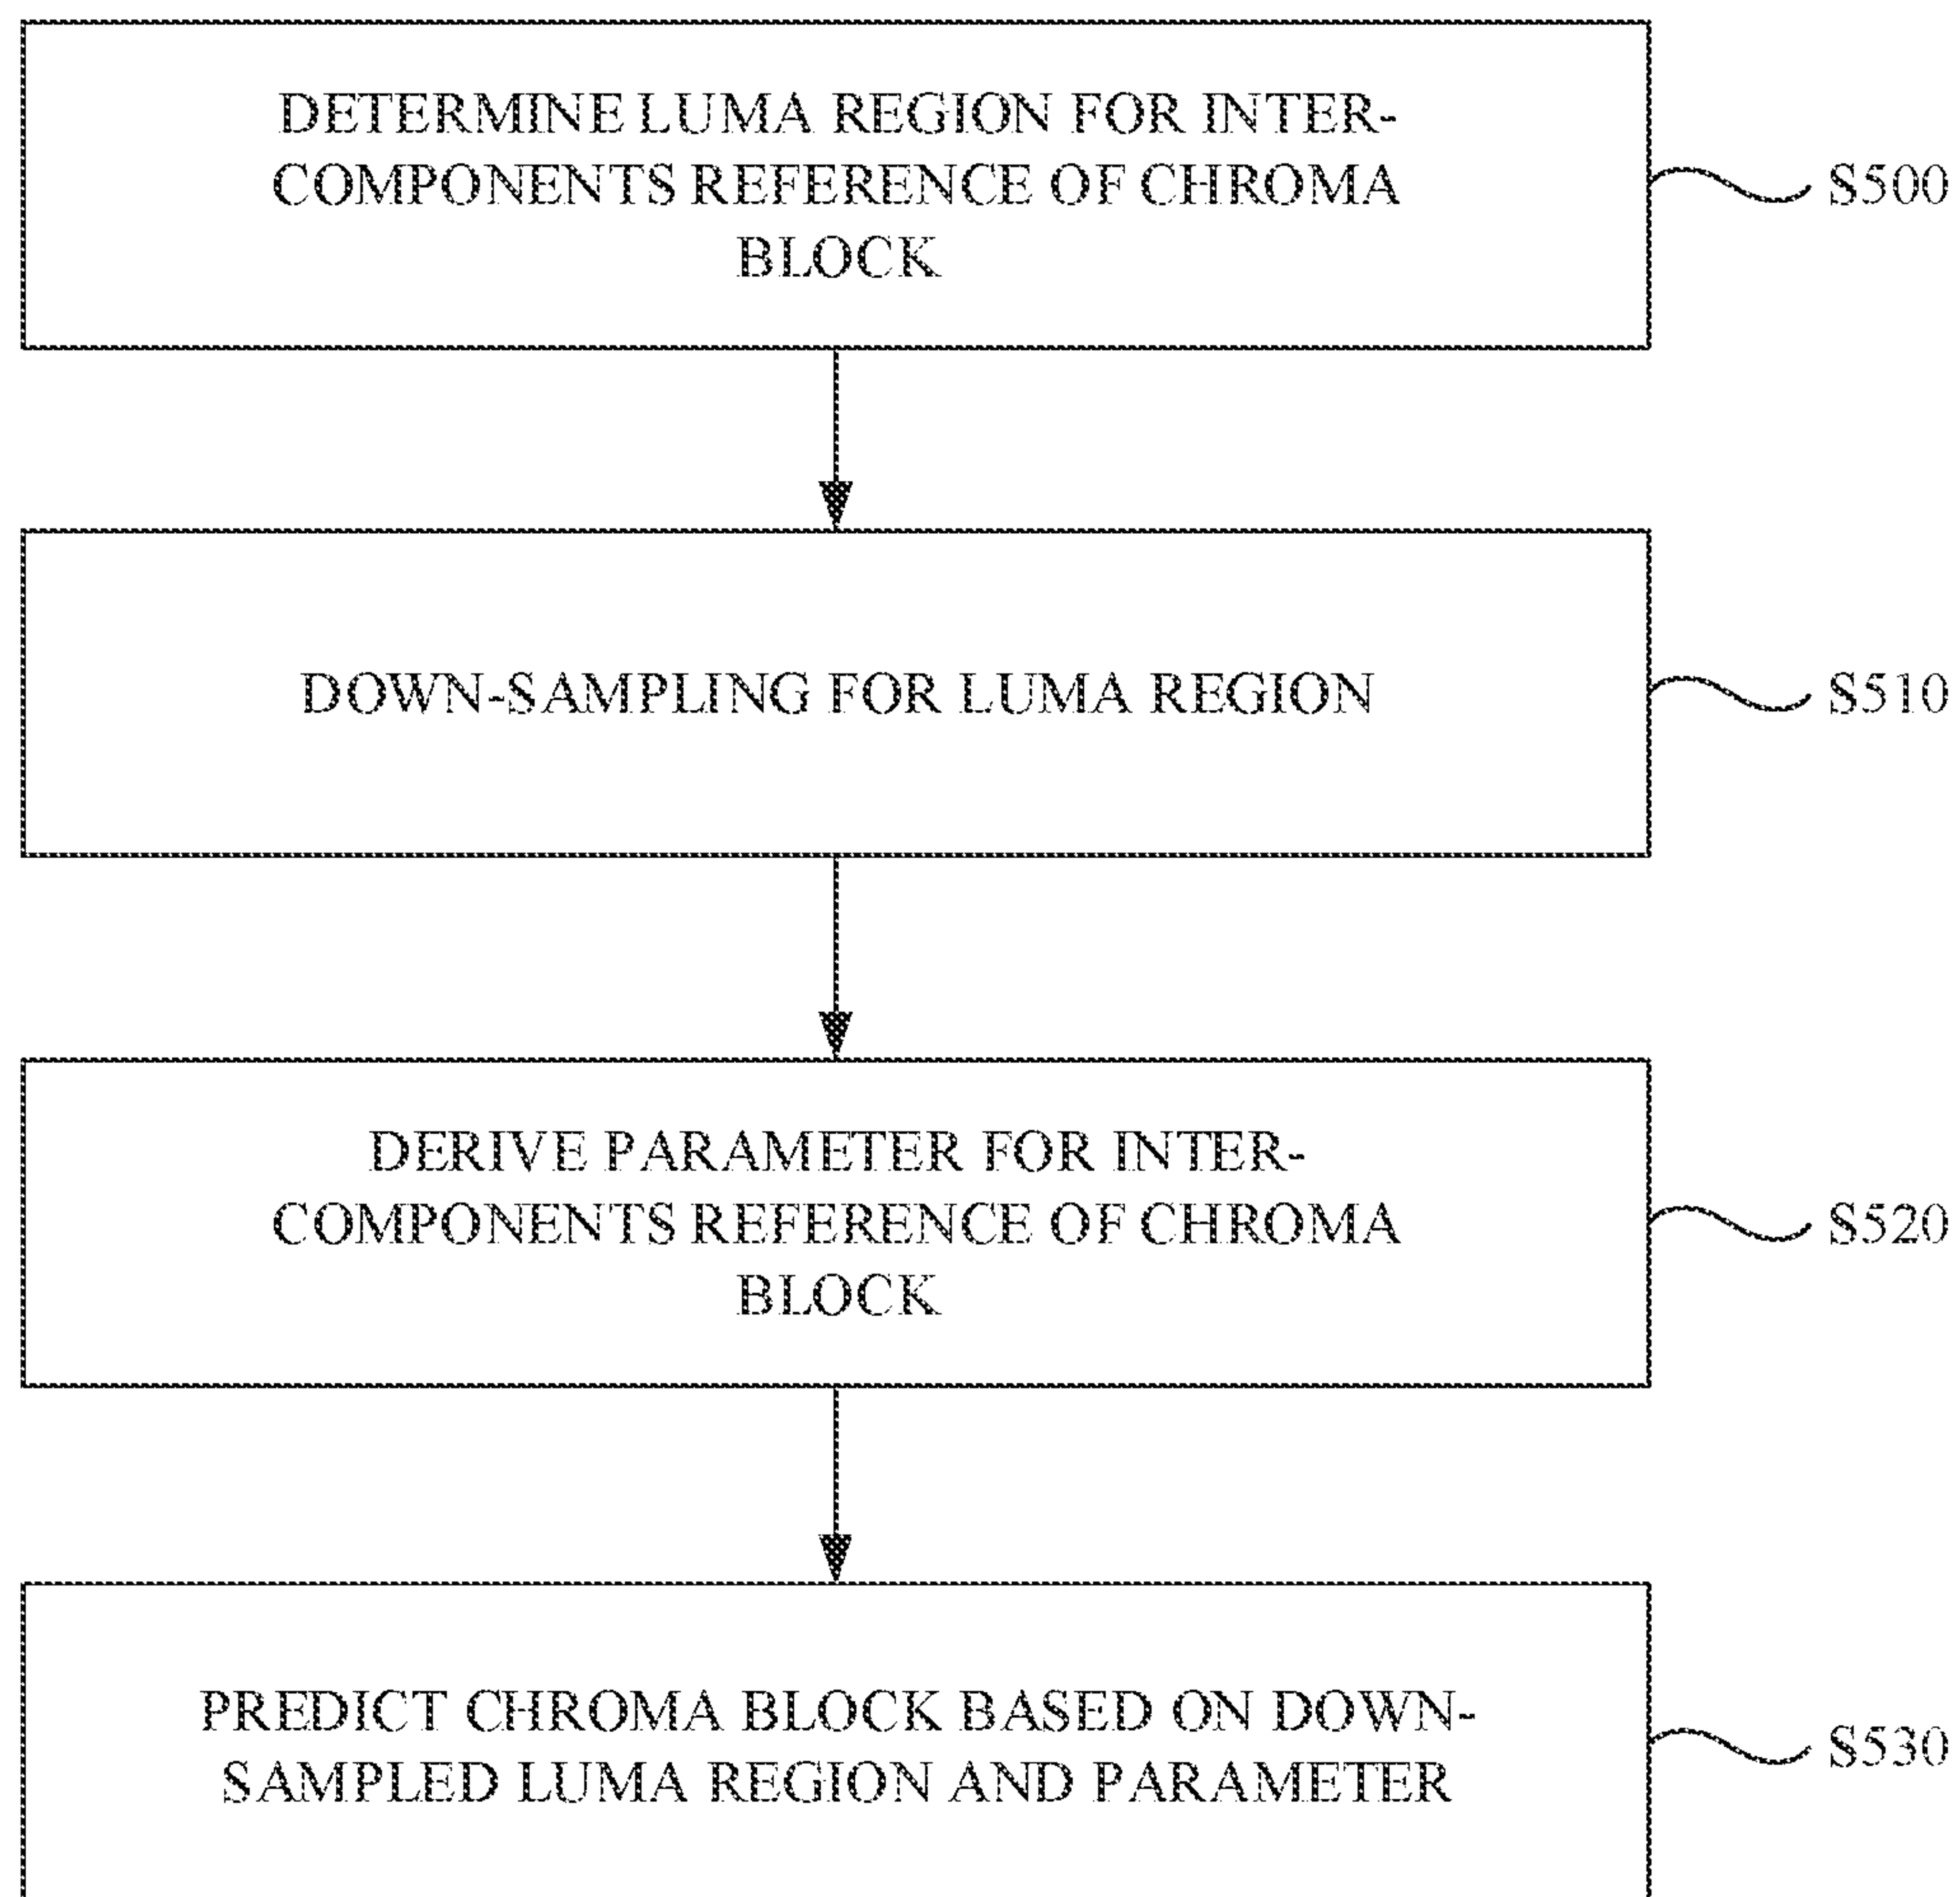 DETERMINE LUMA REGION FOR INTER-
COMPONENTS REFERENCE OF CHROMA
BLOCK
S500
DOWN-SAMPLING FOR LUMA REGION
S510
DERIVE PARAMETER FOR INTER-
COMPONENTS REFERENCE OF CHROMA
BLOCK
S520
PREDICT CHROMA BLOCK BASED ON DOWN-
SAMPLED LUMA REGION AND PARAMETER
S530